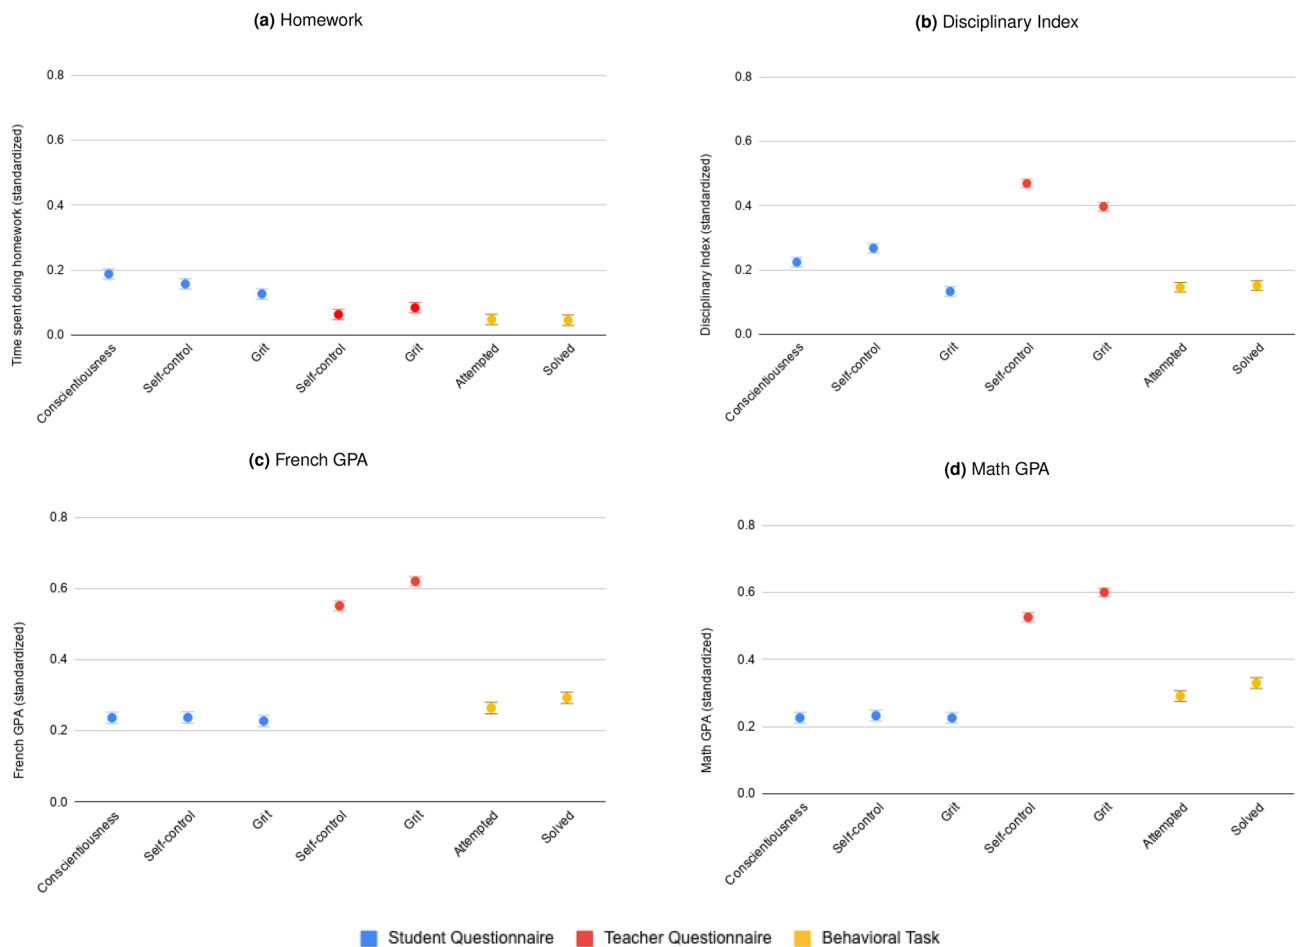 (a) Homework
Time spent doing homework (standardized)
0.8
0.6
0.4
0.2
0.0
Conscientiousness
Self-control
Grit
Self-control
Grit
Attempted
Solved
(b) Disciplinary Index
Disciplinary Index (standardized)
0.8
0.6
0.4
0.2
0.0
Conscientiousness
Self-control
Grit
Self-control
Grit
Attempted
Solved
(c) French GPA
French GPA (standardized)
0.8
0.6
0.4
0.2
0.0
Conscientiousness
Self-control
Grit
Self-control
Grit
Attempted
Solved
(d) Math GPA
Math GPA (standardized)
0.8
0.6
0.4
0.2
0.0
Conscientiousness
Self-control
Grit
Self-control
Grit
Attempted
Solved
Student Questionnaire
Teacher Questionnaire
Behavioral Task